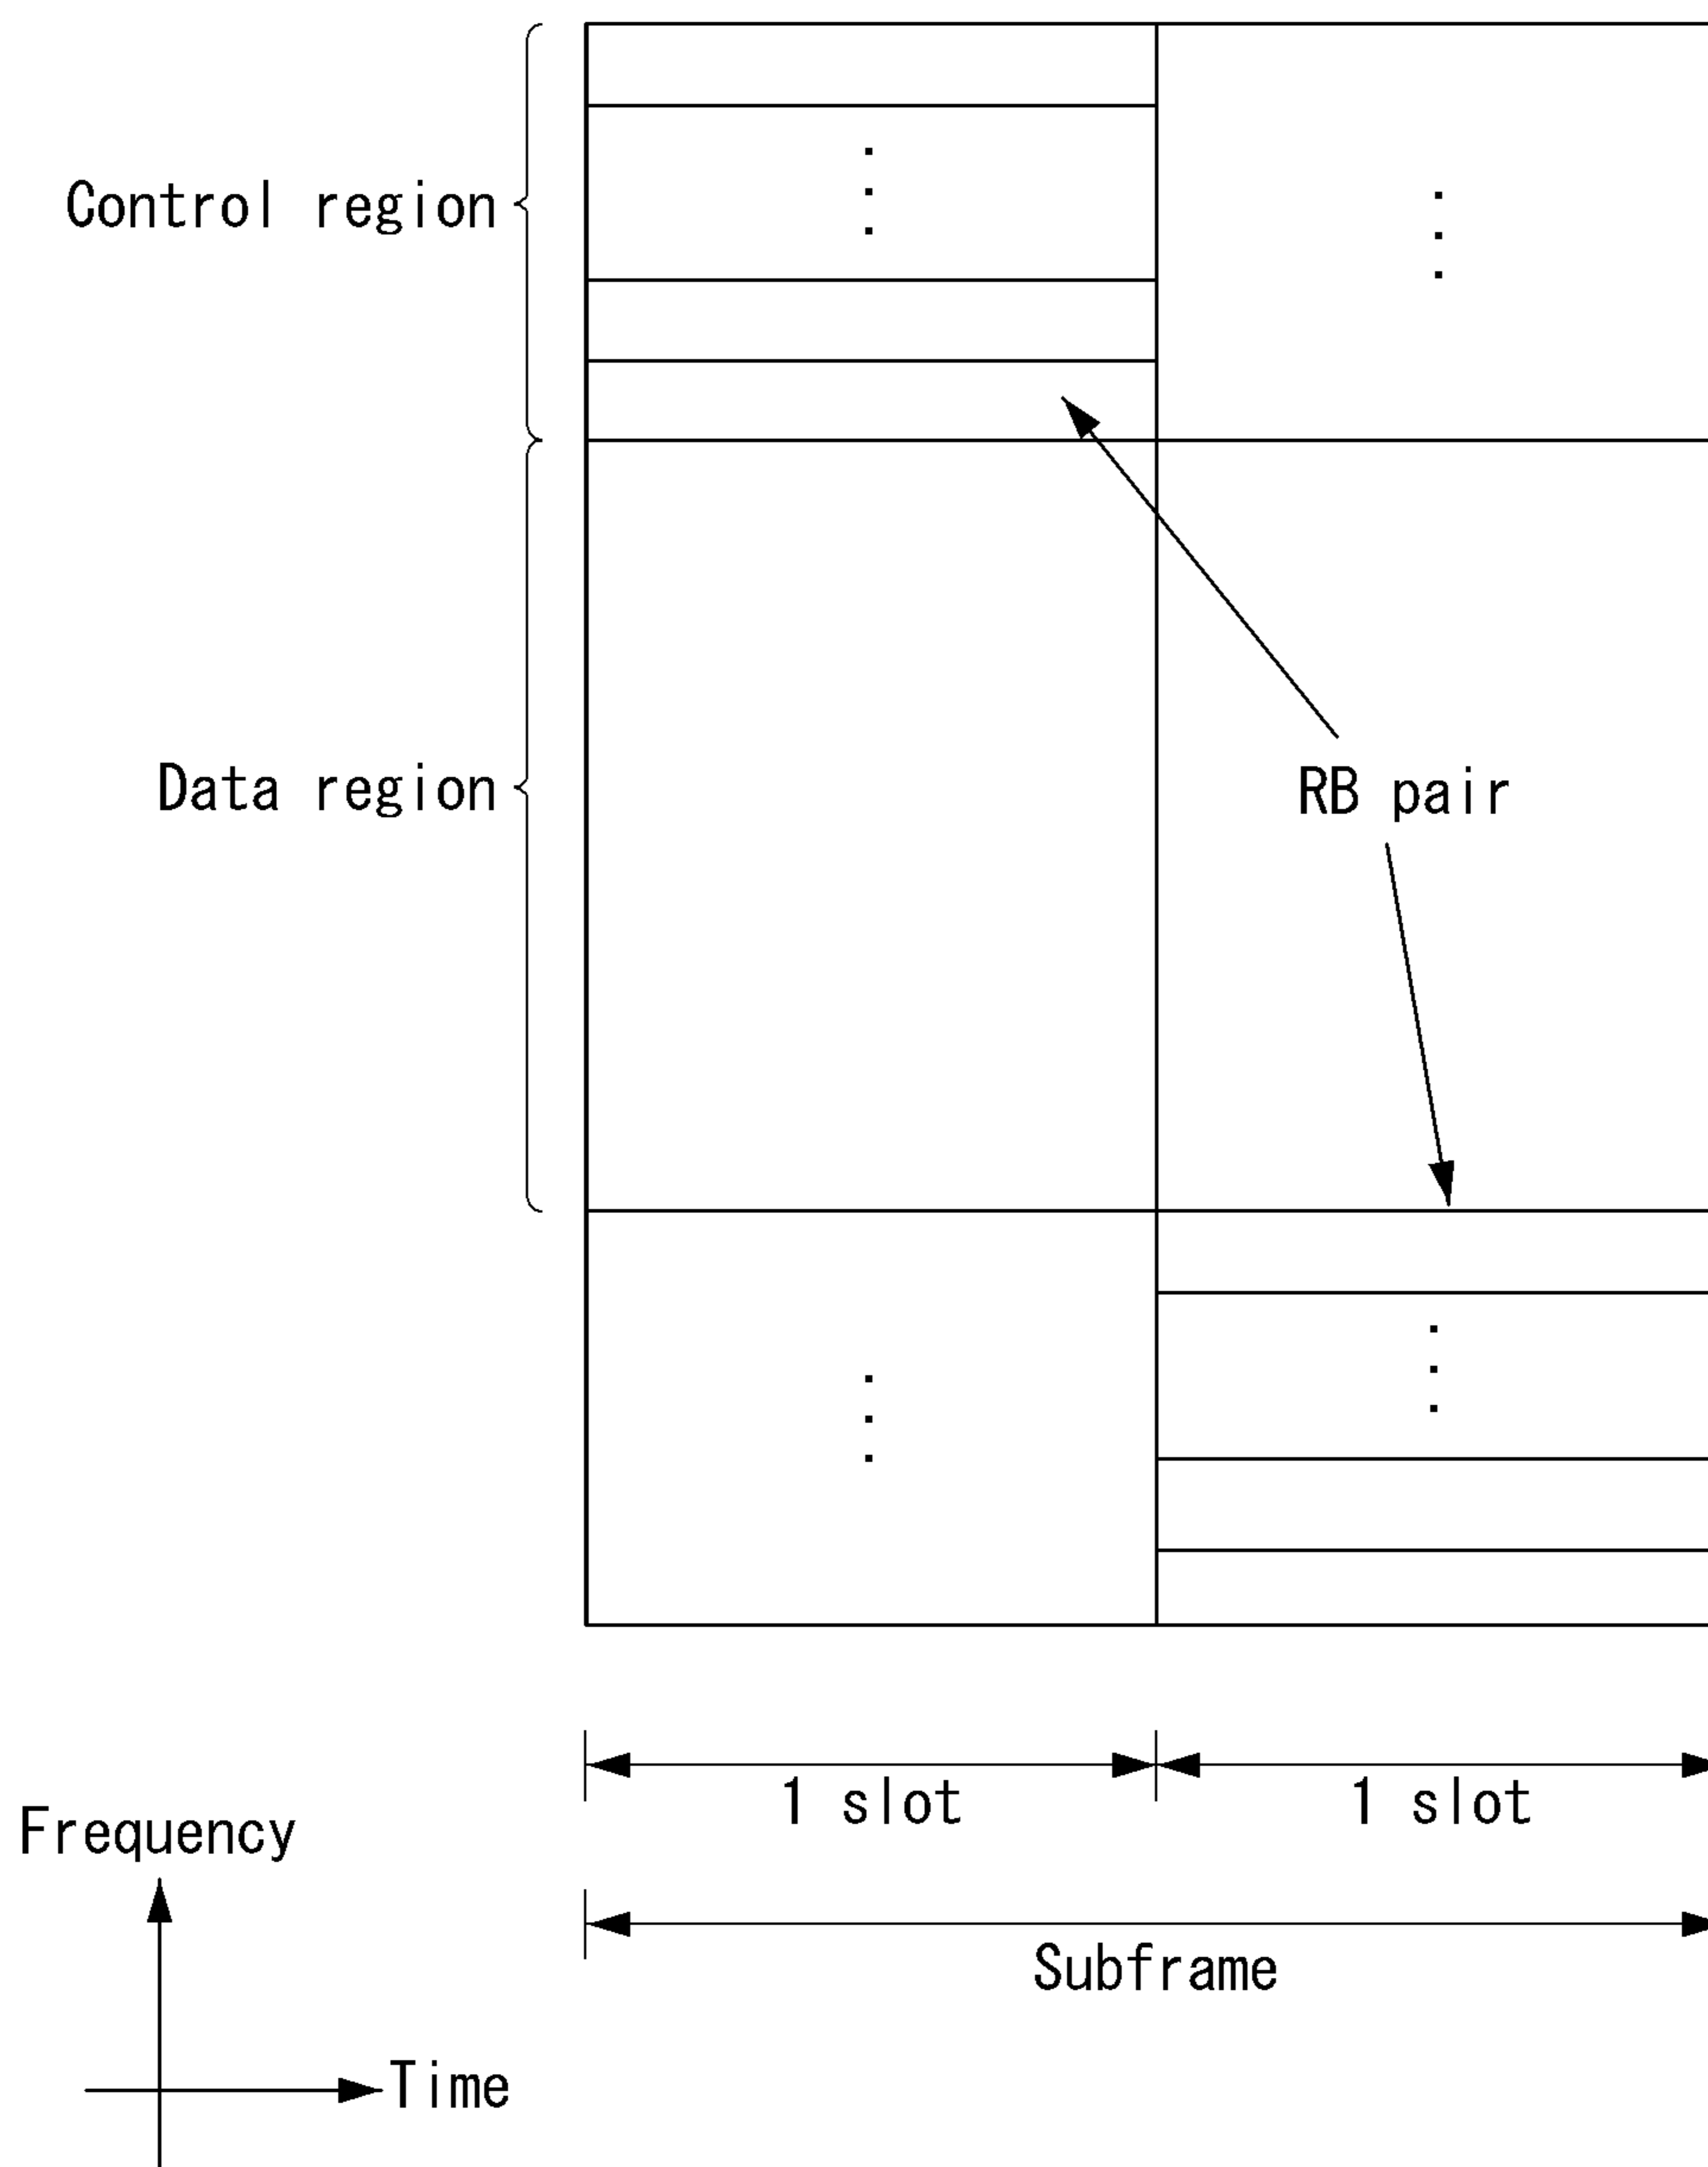 Control region
Data region
RB pair
1 slot
1 slot
Frequency
Subframe
Time